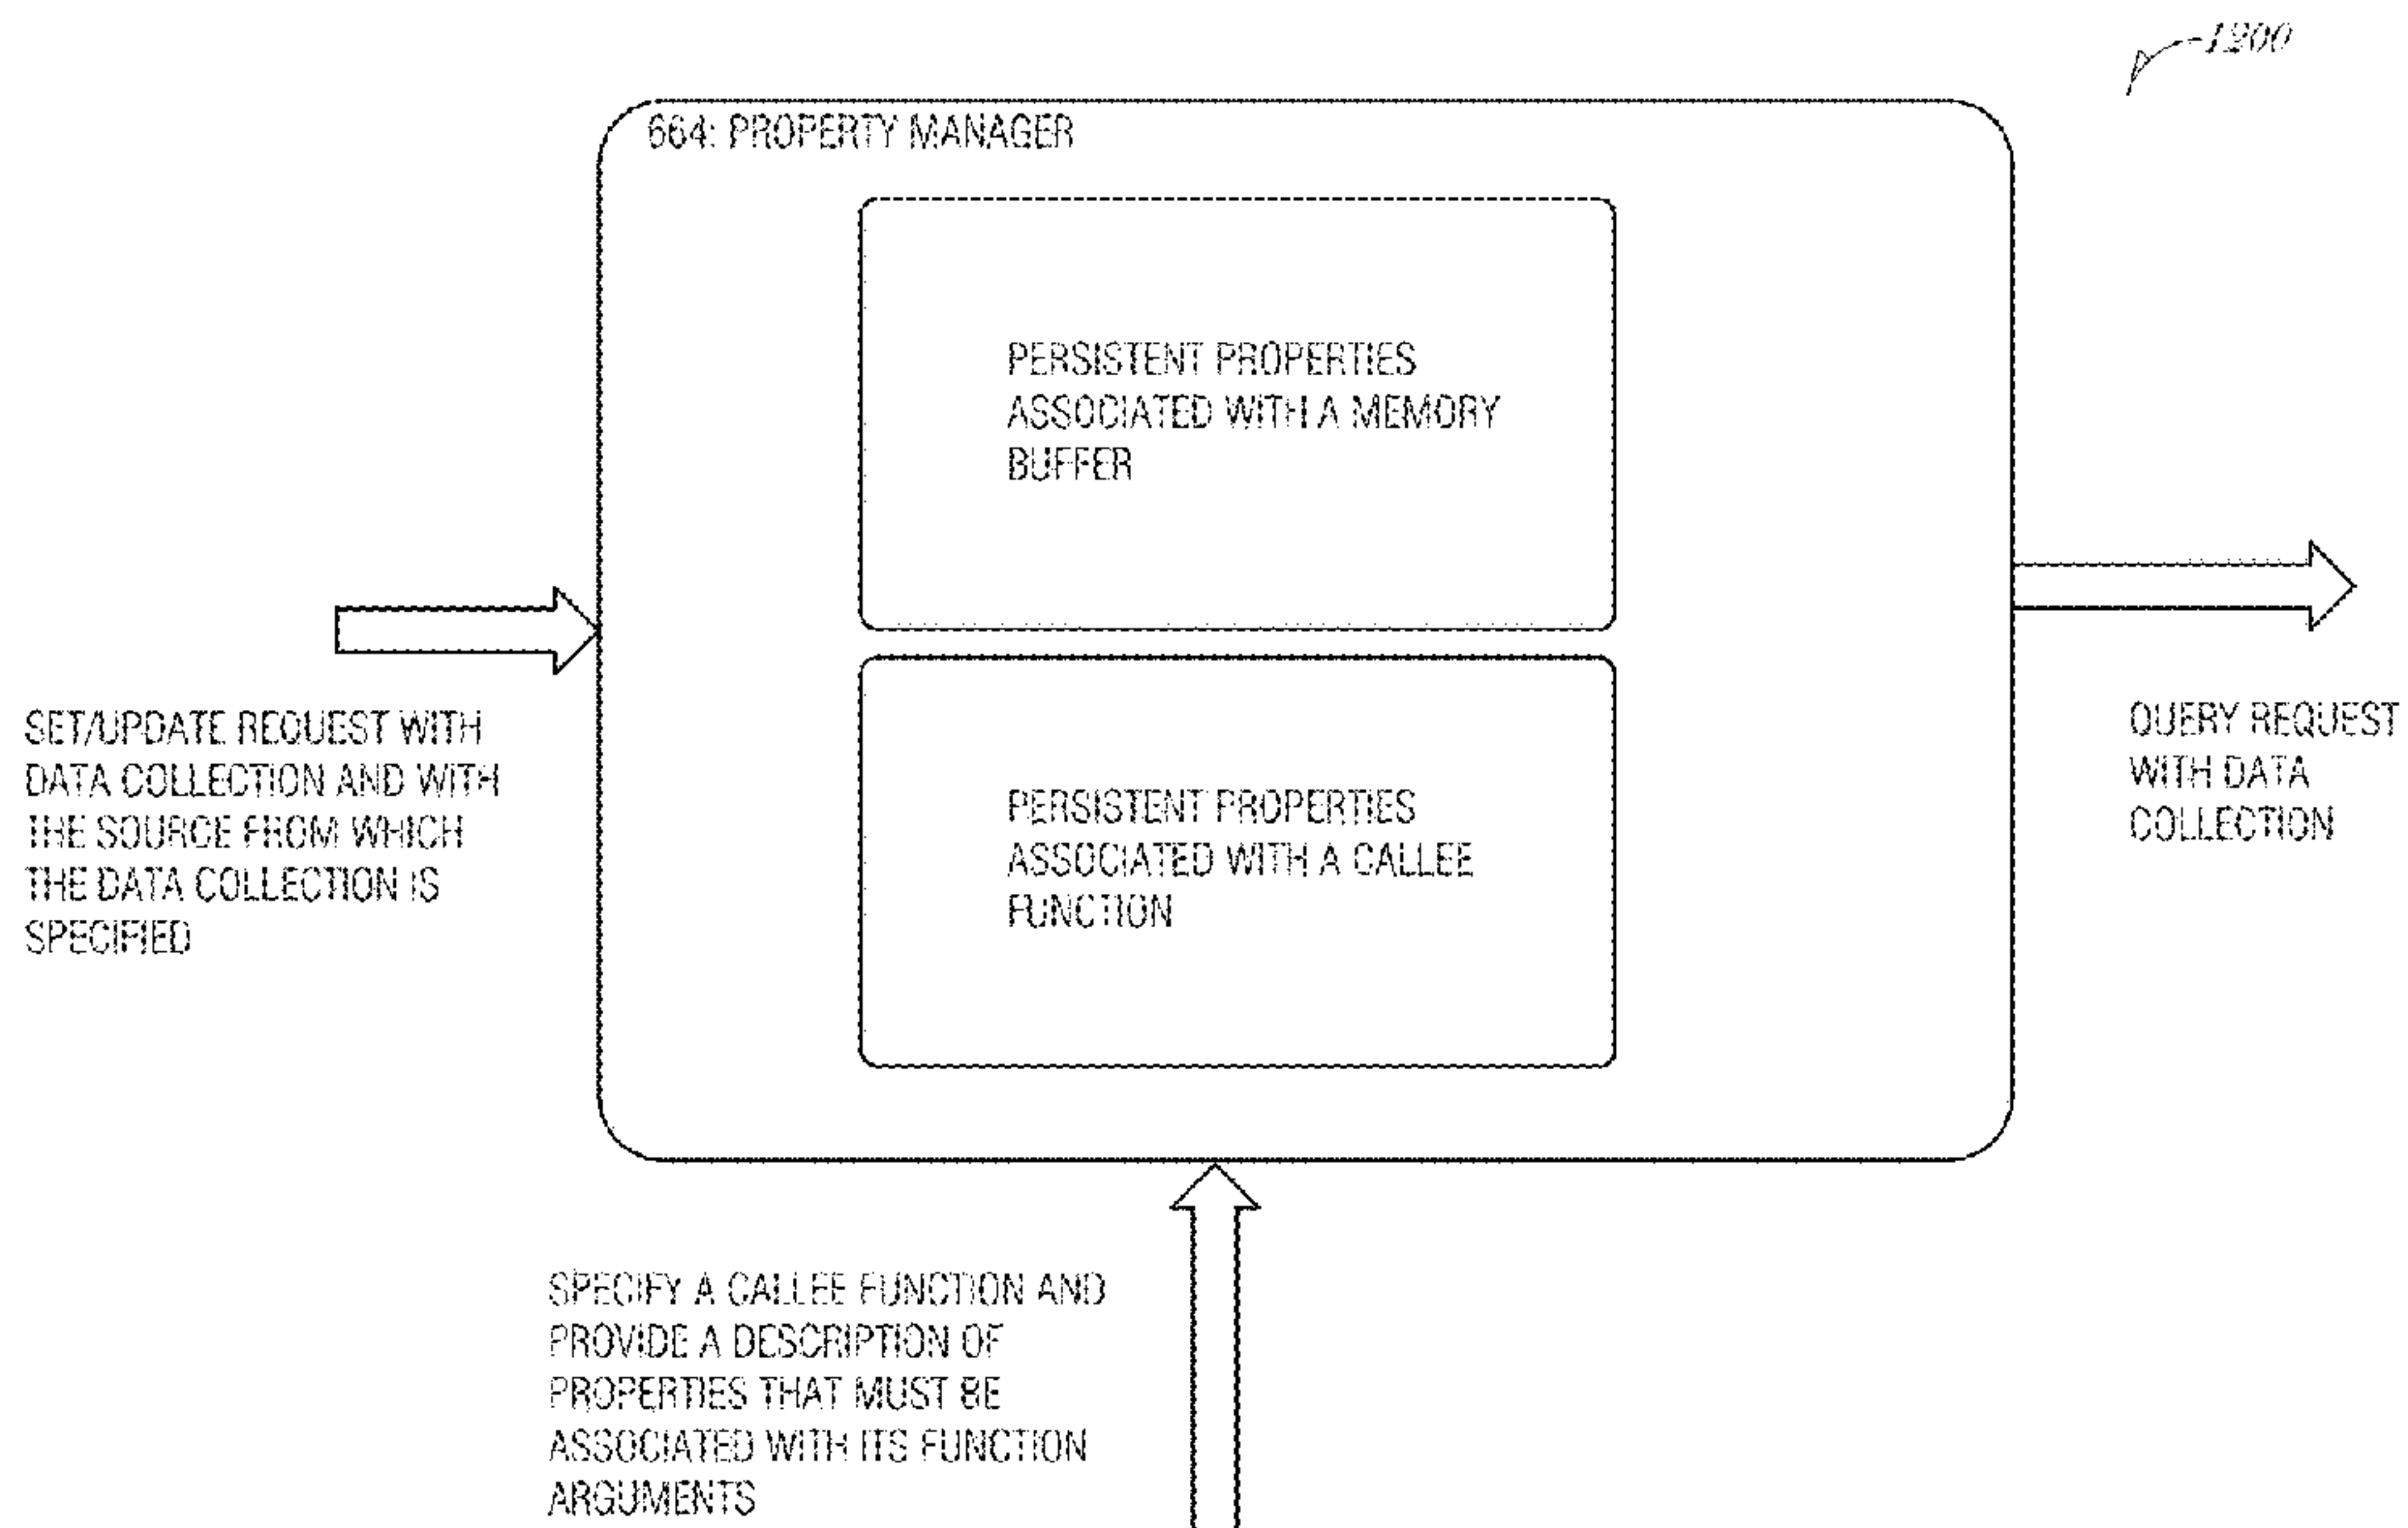 1200
664: PROPERTY MANAGER
PERSISTENT PROPERTIES
ASSOCIATED WITH A MEMORY
BUFFER
SET/UPDATE REQUEST WITH
DATA COLLECTION AND WITH
THE SOURCE FROM WHICH
THE DATA COLLECTION IS
SPECIFIED
PERSISTENT PROPERTIES
ASSOCIATED WITH A CALLEE
FUNCTION
QUERY REQUEST
WITH DATA
COLLECTION
SPECIFY A CALLEE FUNCTION AND
PROVIDE A DESCRIPTION OF
PROPERTIES THAT MUST BE
ASSOCIATED WITH ITS FUNCTION
ARGUMENTS